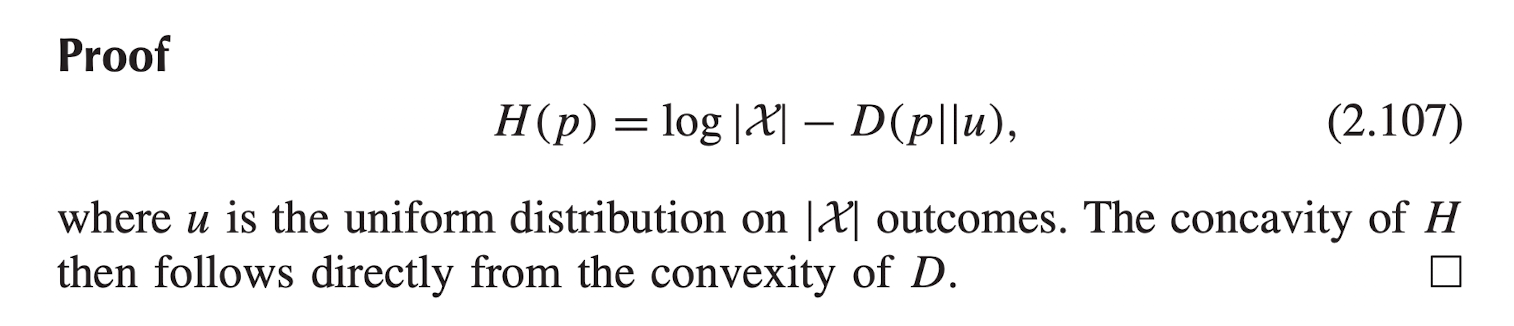 Proof
H(p) = log |𝒳| − D(p||u), (2.107)
where u is the uniform distribution on |𝒳| outcomes. The concavity of H
then follows directly from the convexity of D. □